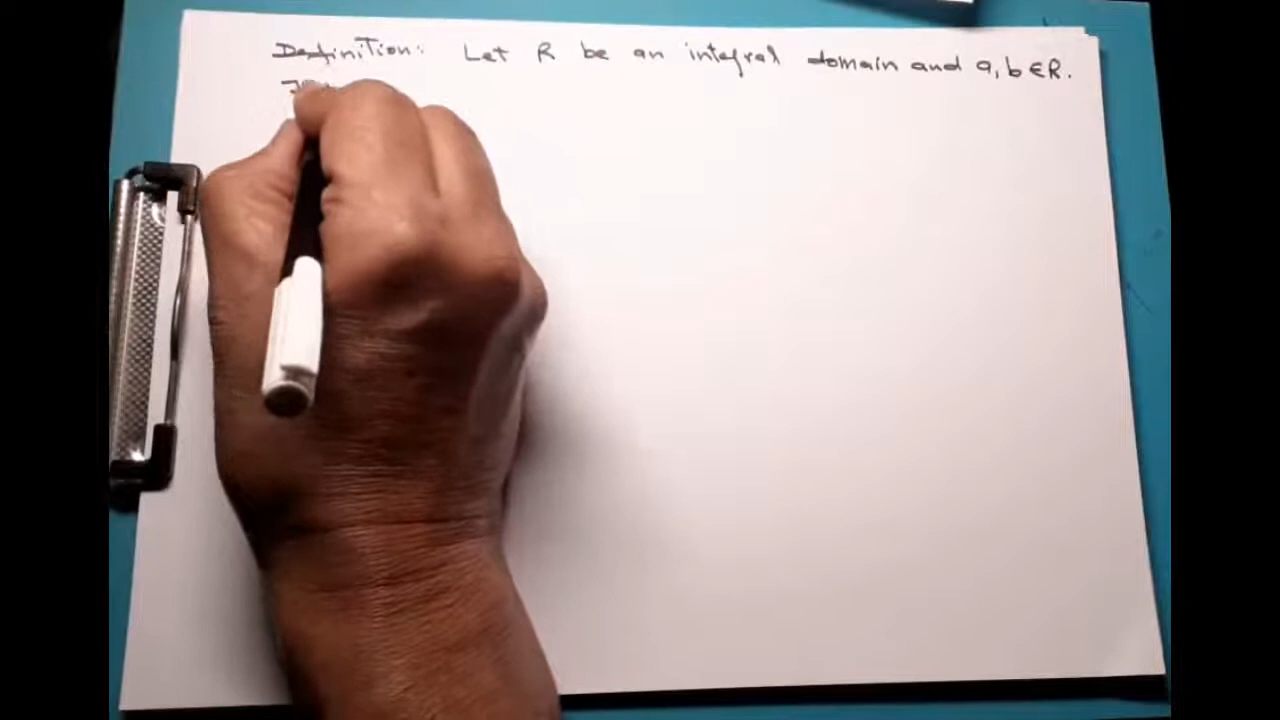 Definition: Let R be an integral domain and a, b ∈ R.